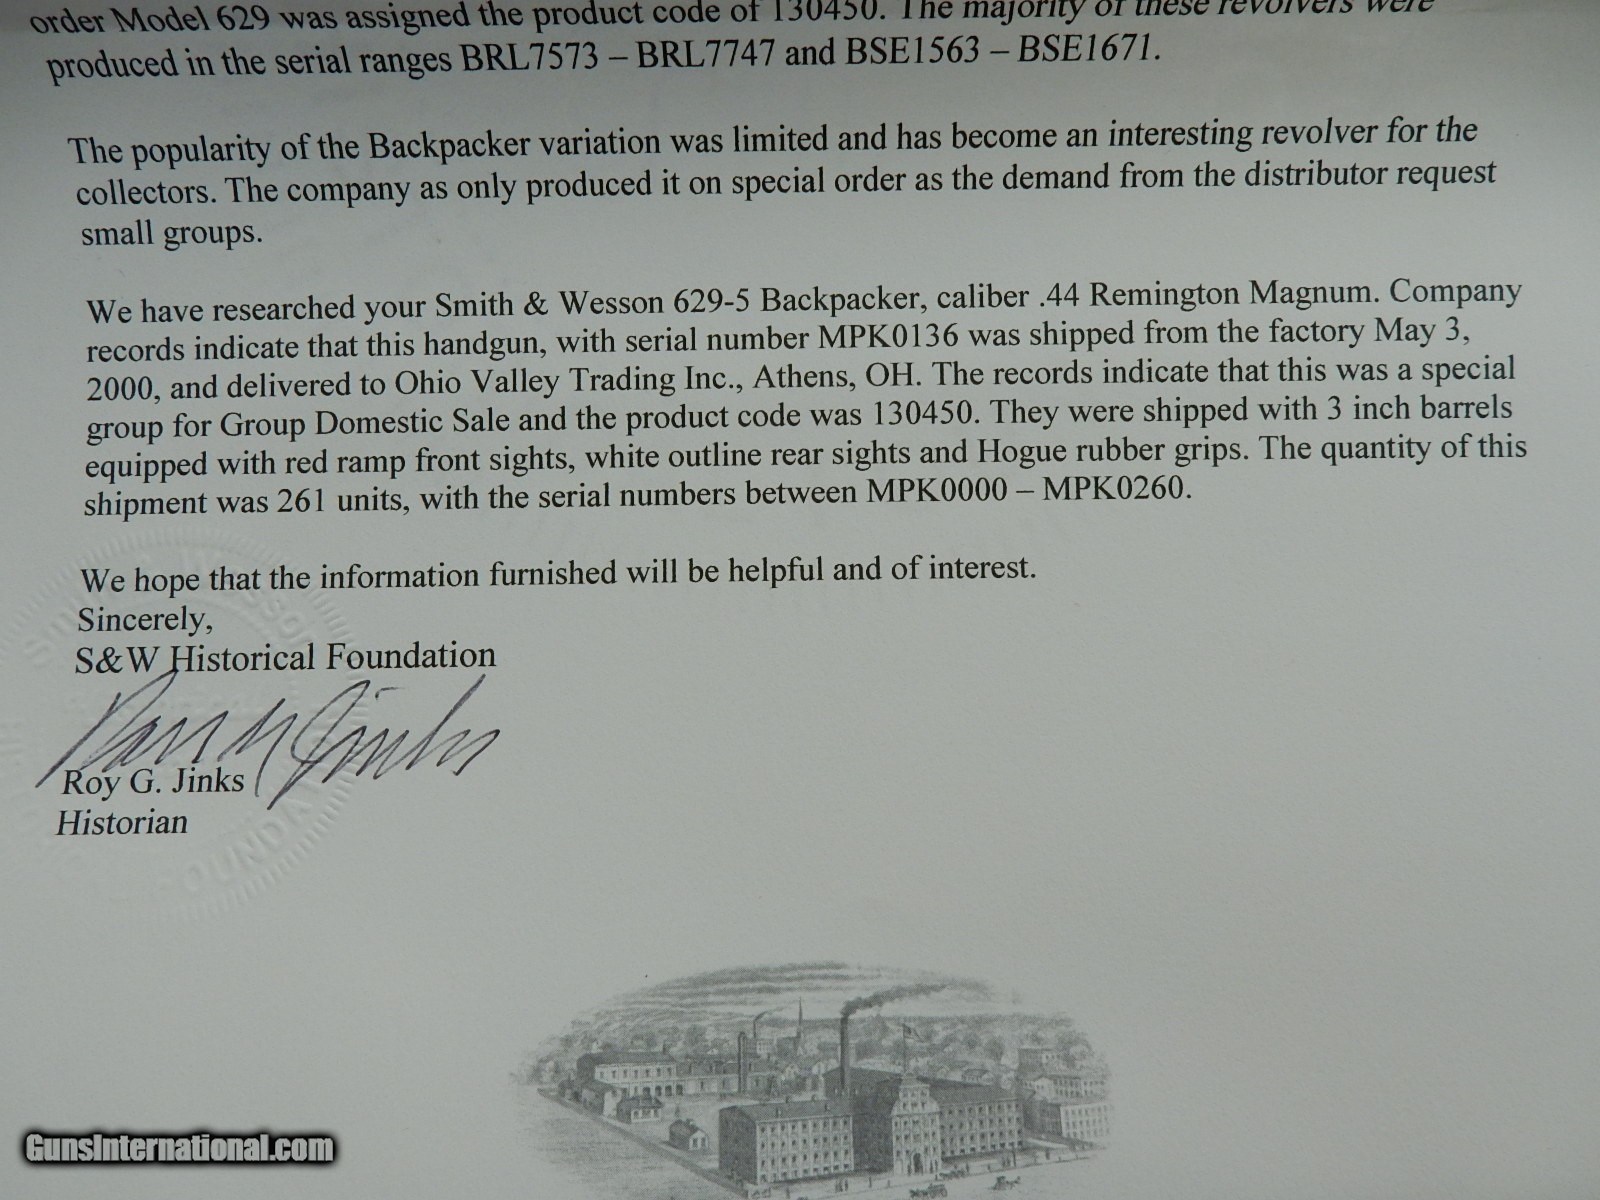 order Model 629 was assigned the product code of 130450. The majority of these revolvers were
produced in the serial ranges BRL7573 – BRL7747 and BSE1563 – BSE1671.
The popularity of the Backpacker variation was limited and has become an interesting revolver for the
collectors. The company as only produced it on special order as the demand from the distributor request
small groups.
We have researched your Smith & Wesson 629-5 Backpacker, caliber .44 Remington Magnum. Company
records indicate that this handgun, with serial number MPK0136 was shipped from the factory May 3,
2000, and delivered to Ohio Valley Trading Inc., Athens, OH. The records indicate that this was a special
group for Group Domestic Sale and the product code was 130450. They were shipped with 3 inch barrels
equipped with red ramp front sights, white outline rear sights and Hogue rubber grips. The quantity of this
shipment was 261 units, with the serial numbers between MPK0000 – MPK0260.
We hope that the information furnished will be helpful and of interest.
Sincerely,
S&W Historical Foundation
Roy G. Jinks
Historian
GunsInternational.com